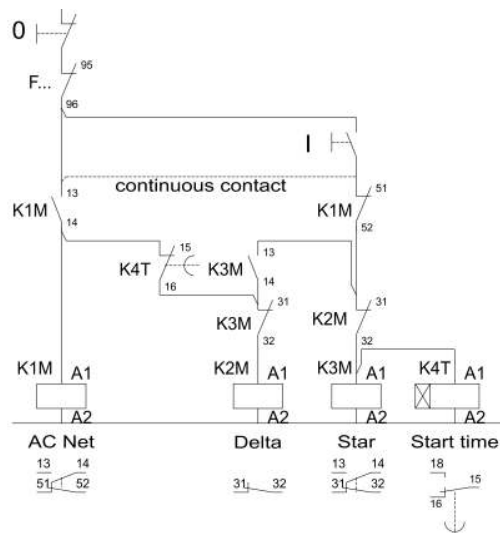 0
95
F...
96
I
continuous contact
13
K1M
14
51
K1M
52
15
K4T
16
13
K3M
14
31
K3M
32
31
K2M
32
K1M A1
A2
K2M A1
A2
K3M A1
A2
K4T A1
A2
AC Net Delta Star Start time
13 14
51 52
31 32
13 14
31 32
18
15
16